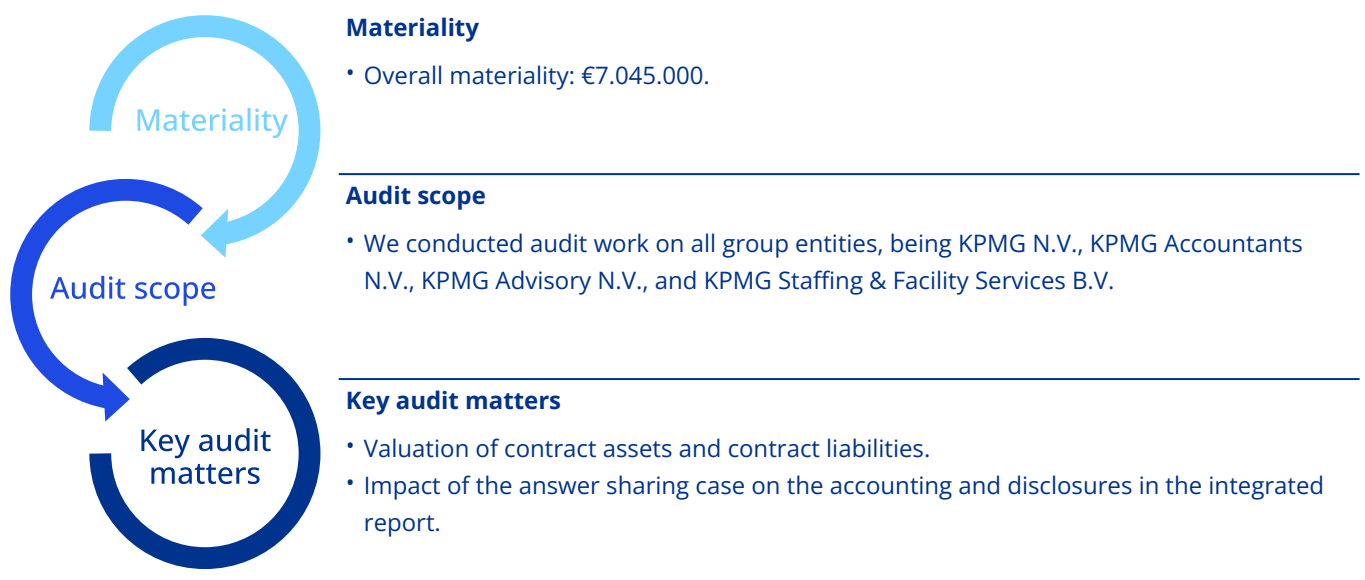 Materiality
Materiality
• Overall materiality: €7.045.000.
Audit scope
Audit scope
• We conducted audit work on all group entities, being KPMG N.V., KPMG Accountants
N.V., KPMG Advisory N.V., and KPMG Staffing & Facility Services B.V.
Key audit
matters
Key audit matters
• Valuation of contract assets and contract liabilities.
• Impact of the answer sharing case on the accounting and disclosures in the integrated
report.